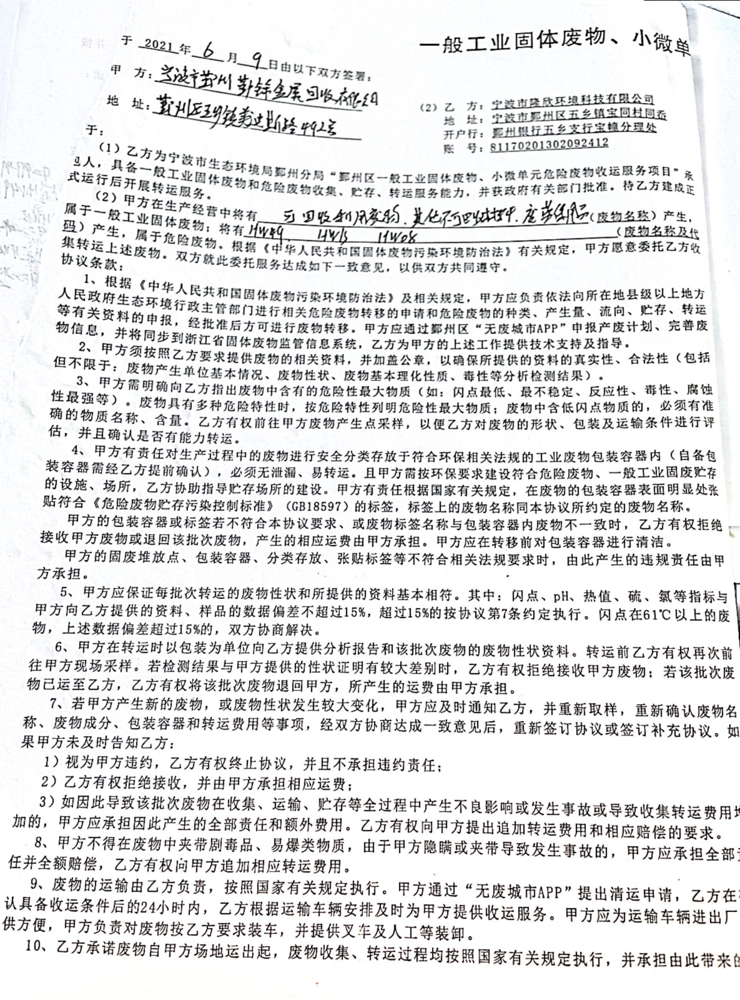 一般工业固体废物、小微单
于 2021 年 6 月 9 日由以下双方签署：
甲 方：宁波市鄞州 金属回收有限公司
地 址：鄞州区五乡镇 492号
（2）乙 方：宁波市隆欣环境科技有限公司
地 址：宁波市鄞州区五乡镇宝同村同岙
开户行：鄞州银行五乡支行宝幢分理处
账 号：81170201302092412
于：
（1）乙方为宁波市生态环境局鄞州分局“鄞州区一般工业固体废物、小微单元危险废物收运服务项目”承
包人，具备一般工业固体废物和危险废物收集、贮存、转运服务能力，并获政府有关部门批准。待乙方建成正
式运行后开展转运服务。
（2）甲方在生产经营中将有 可回收利用废物、其他不可回收 （废物名称）产生，
属于一般工业固体废物；将有 HW49 HW08 （废物名称及代
码）产生，属于危险废物。根据《中华人民共和国固体废物污染环境防治法》有关规定，甲方愿意委托乙方收
集转运上述废物。双方就此委托服务达成如下一致意见，以供双方共同遵守。
协议条款：
1、根据《中华人民共和国固体废物污染环境防治法》及相关规定，甲方应负责依法向所在地县级以上地方
人民政府生态环境行政主管部门进行相关危险废物转移的申请和危险废物的种类、产生量、流向、贮存、转运
等有关资料的申报，经批准后方可进行废物转移。甲方应通过鄞州区“无废城市APP”申报产废计划、完善废
物信息，并将同步到浙江省固体废物监管信息系统，乙方为甲方的上述工作提供技术支持及指导。
2、甲方须按照乙方要求提供废物的相关资料，并加盖公章，以确保所提供的资料的真实性、合法性（包括
但不限于：废物产生单位基本情况、废物性状、废物基本理化性质、毒性等分析检测结果）。
3、甲方需明确向乙方指出废物中含有的危险性最大物质（如：闪点最低、最不稳定、反应性、毒性、腐蚀
性最强等）。废物具有多种危险特性时，按危险特性列明危险性最大物质；废物中含低闪点物质的，必须有准
确的物质名称、含量。乙方有权前往甲方废物产生点采样，以便乙方对废物的形状、包装及运输条件进行评
估，并且确认是否有能力转运。
4、甲方有责任对生产过程中的废物进行安全分类存放于符合环保相关法规的工业废物包装容器内（自备包
装容器需经乙方提前确认），必须无泄漏、易转运。且甲方需按环保要求建设符合危险废物、一般工业固废贮存
的设施、场所，乙方协助指导贮存场所的建设。甲方有责任根据国家有关规定，在废物的包装容器表面明显处张
贴符合《危险废物贮存污染控制标准》（GB18597）的标签，标签上的废物名称同本协议所约定的废物名称。
甲方的包装容器或标签若不符合本协议要求、或废物标签名称与包装容器内废物不一致时，乙方有权拒绝
接收甲方废物或退回该批次废物，产生的相应运费由甲方承担。甲方应在转移前对包装容器进行清洁。
甲方的固废堆放点、包装容器、分类存放、张贴标签等不符合相关法规要求时，由此产生的违规责任由甲
方承担。
5、甲方应保证每批次转运的废物性状和所提供的资料基本相符。其中：闪点、pH、热值、硫、氯等指标与
甲方向乙方提供的资料、样品的数据偏差不超过15%，超过15%的按协议第7条约定执行。闪点在61℃以上的废
物，上述数据偏差超过15%的，双方协商解决。
6、甲方在转运时以包装为单位向乙方提供分析报告和该批次废物的废物性状资料。转运前乙方有权再次前
往甲方现场采样。若检测结果与甲方提供的性状证明有较大差别时，乙方有权拒绝接收甲方废物；若该批次废
物已运至乙方，乙方有权将该批次废物退回甲方，所产生的运费由甲方承担。
7、若甲方产生新的废物，或废物性状发生较大变化，甲方应及时通知乙方，并重新取样，重新确认废物名
称、废物成分、包装容器和转运费用等事项，经双方协商达成一致意见后，重新签订协议或签订补充协议。如
果甲方未及时告知乙方：
1）视为甲方违约，乙方有权终止协议，并且不承担违约责任；
2）乙方有权拒绝接收，并由甲方承担相应运费；
3）如因此导致该批次废物在收集、运输、贮存等全过程中产生不良影响或发生事故或导致收集转运费用增
加的，甲方应承担因此产生的全部责任和额外费用。乙方有权向甲方提出追加转运费用和相应赔偿的要求。
8、甲方不得在废物中夹带剧毒品、易爆类物质，由于甲方隐瞒或夹带导致发生事故的，甲方应承担全部责
任并全额赔偿，乙方有权向甲方追加相应转运费用。
9、废物的运输由乙方负责，按照国家有关规定执行。甲方通过“无废城市APP”提出清运申请，乙方在
认具备收运条件后的24小时内，乙方根据运输车辆安排及时为甲方提供收运服务。甲方应为运输车辆进出厂
供方便，甲方负责对废物按乙方要求装车，并提供叉车及人工等装卸。
10、乙方承诺废物自甲方场地运出起，废物收集、转运过程均按照国家有关规定执行，并承担由此带来的